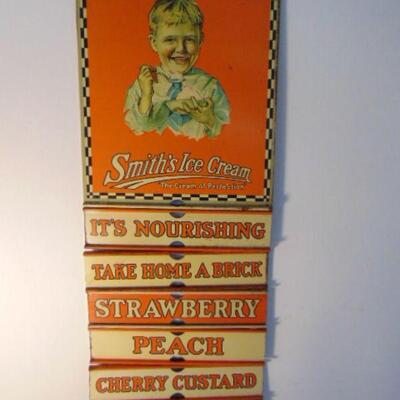 Smith's Ice Cream
"The Cream of Perfection"
IT'S NOURISHING
TAKE HOME A BRICK
STRAWBERRY
PEACH
CHERRY CUSTARD